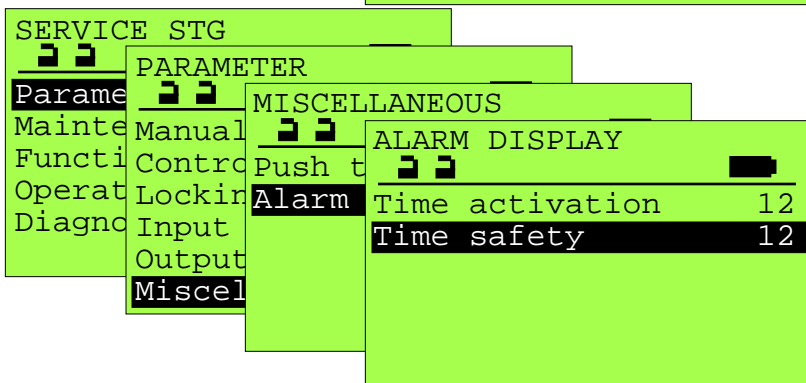 SERVICE STG
Parame
Mainte
Functi
Operat
Diagno
PARAMETER
Manual
Contro
Lockin
Input
Output
Miscel
MISCELLANEOUS
Push t
Alarm
ALARM DISPLAY
Time activation 12
Time safety 12